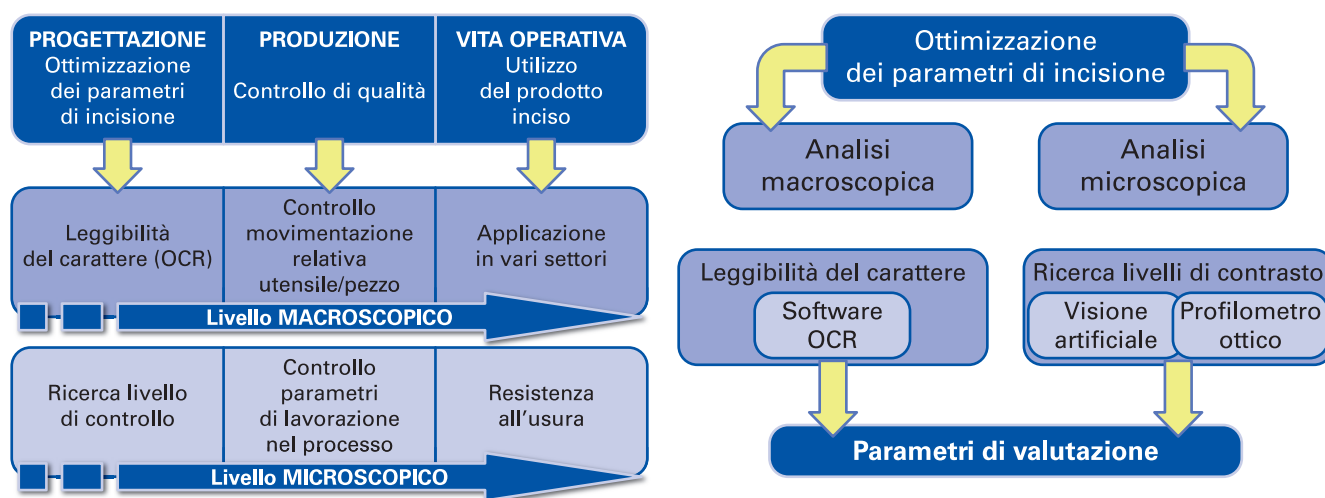 PROGETTAZIONE
Ottimizzazione
dei parametri
di incisione
PRODUZIONE
Controllo di qualità
VITA OPERATIVA
Utilizzo
del prodotto
inciso
Leggibilità
del carattere (OCR)
Controllo
movimentazione
relativa
utensile/pezzo
Applicazione
in vari settori
Livello MACROSCOPICO
Ricerca livello
di controllo
Controllo
parametri
di lavorazione
nel processo
Resistenza
all'usura
Livello MICROSCOPICO
Ottimizzazione
dei parametri di incisione
Analisi
macroscopica
Analisi
microscopica
Leggibilità del carattere
Software
OCR
Ricerca livelli di contrasto
Visione
artificiale
Profilometro
ottico
Parametri di valutazione